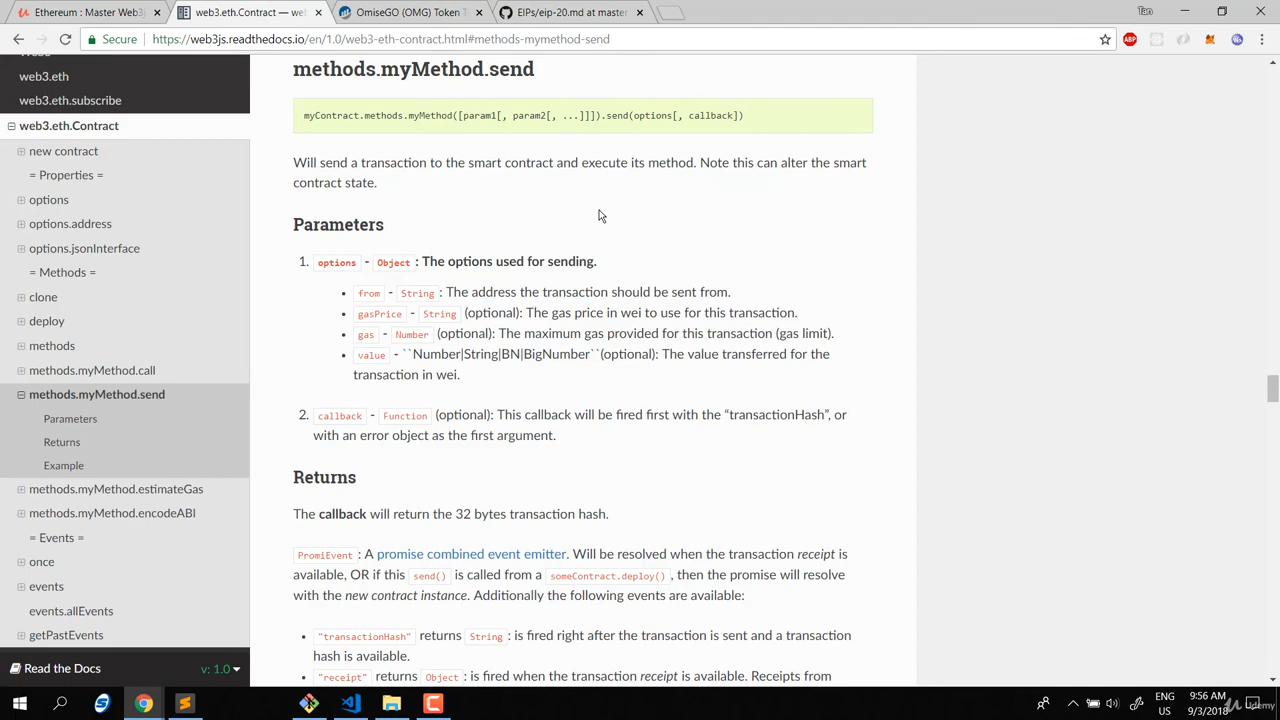 Ethereum : Master Web3j
web3.eth.Contract — we
OmiseGO (OMG) Token T
EIPs/eip-20.md at master
Tan
Secure
https://web3js.readthedocs.io/en/1.0/web3-eth-contract.html#methods-mymethod-send
ABP
web3.eth
web3.eth.subscribe
web3.eth.Contract
new contract
= Properties =
options
options.address
options.jsonInterface
= Methods =
clone
deploy
methods
methods.myMethod.call
methods.myMethod.send
Parameters
Returns
Example
methods.myMethod.estimateGas
methods.myMethod.encodeABI
= Events =
once
events
events.allEvents
getPastEvents
Read the Docs
v: 1.0
methods.myMethod.send
myContract.methods.myMethod([param1[, param2[, ...]]]).send(options[, callback])
Will send a transaction to the smart contract and execute its method. Note this can alter the smart
contract state.
Parameters
1. options - Object : The options used for sending.
• from - String : The address the transaction should be sent from.
• gasPrice - String (optional): The gas price in wei to use for this transaction.
• gas - Number (optional): The maximum gas provided for this transaction (gas limit).
• value - ``Number|String|BN|BigNumber``(optional): The value transferred for the
transaction in wei.
2. callback - Function (optional): This callback will be fired first with the “transactionHash”, or
with an error object as the first argument.
Returns
The callback will return the 32 bytes transaction hash.
PromiEvent : A promise combined event emitter. Will be resolved when the transaction receipt is
available, OR if this send() is called from a someContract.deploy() , then the promise will resolve
with the new contract instance. Additionally the following events are available:
• "transactionHash" returns String : is fired right after the transaction is sent and a transaction
hash is available.
• "receipt" returns Object : is fired when the transaction receipt is available. Receipts from
ENG
US
9:56 AM
9/3/2018
Udemy